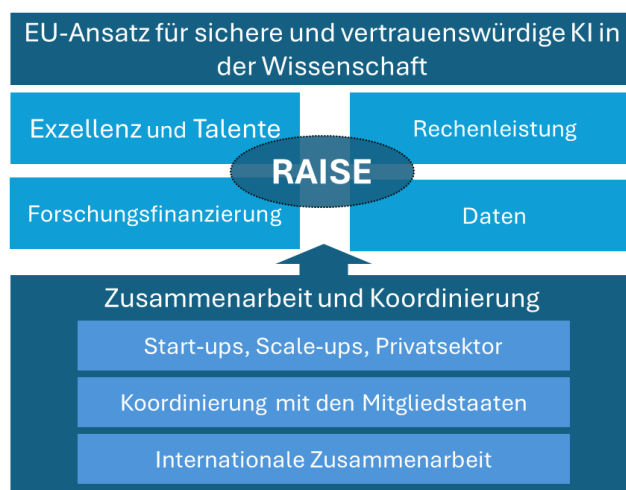 EU-Ansatz für sichere und vertrauenswürdige KI in
der Wissenschaft
Exzellenz und Talente
Rechenleistung
RAISE
Forschungsfinanzierung
Daten
Zusammenarbeit und Koordinierung
Start-ups, Scale-ups, Privatsektor
Koordinierung mit den Mitgliedstaaten
Internationale Zusammenarbeit